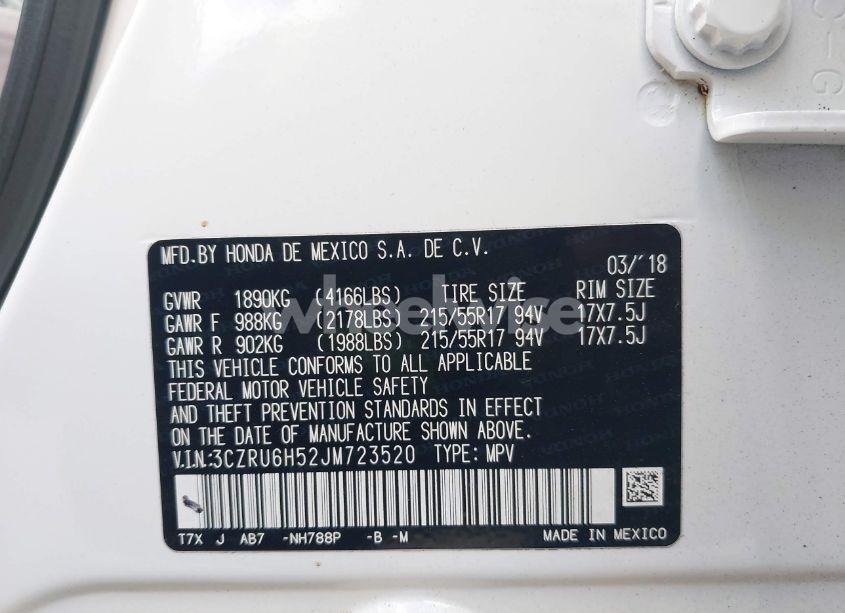 MFD.BY HONDA DE MEXICO S.A. DE C.V.
03/'18
GVWR 1890KG (4166LBS) TIRE SIZE RIM SIZE
GAWR F 988KG (2178LBS) 215/55R17 94V 17X7.5J
GAWR R 902KG (1988LBS) 215/55R17 94V 17X7.5J
THIS VEHICLE CONFORMS TO ALL APPLICABLE
FEDERAL MOTOR VEHICLE SAFETY
AND THEFT PREVENTION STANDARDS IN EFFECT
ON THE DATE OF MANUFACTURE SHOWN ABOVE.
V.I.N:3CZRU6H52JM723520 TYPE: MPV
T7X J AB7 -NH788P -B -M MADE IN MEXICO
wheelwise